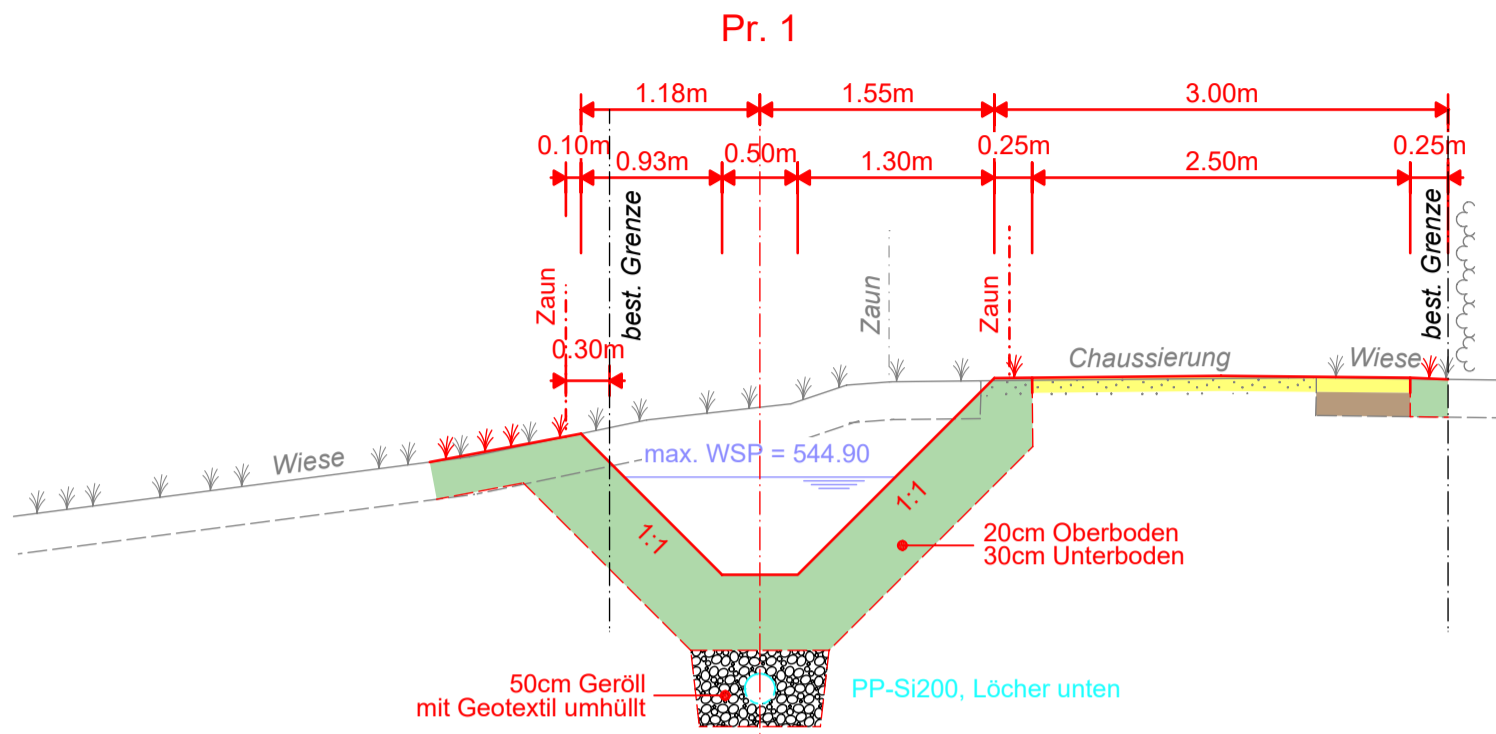 Pr. 1
1.18m
1.55m
3.00m
0.10m
0.93m
0.50m
1.30m
0.25m
2.50m
0.25m
Zaun
best. Grenze
Zaun
Zaun
best. Grenze
0.30m
Chaussierung
Wiese
Wiese
max. WSP = 544.90
1:1
1:1
20cm Oberboden
30cm Unterboden
50cm Geröll
mit Geotextil umhüllt
PP-Si200, Löcher unten